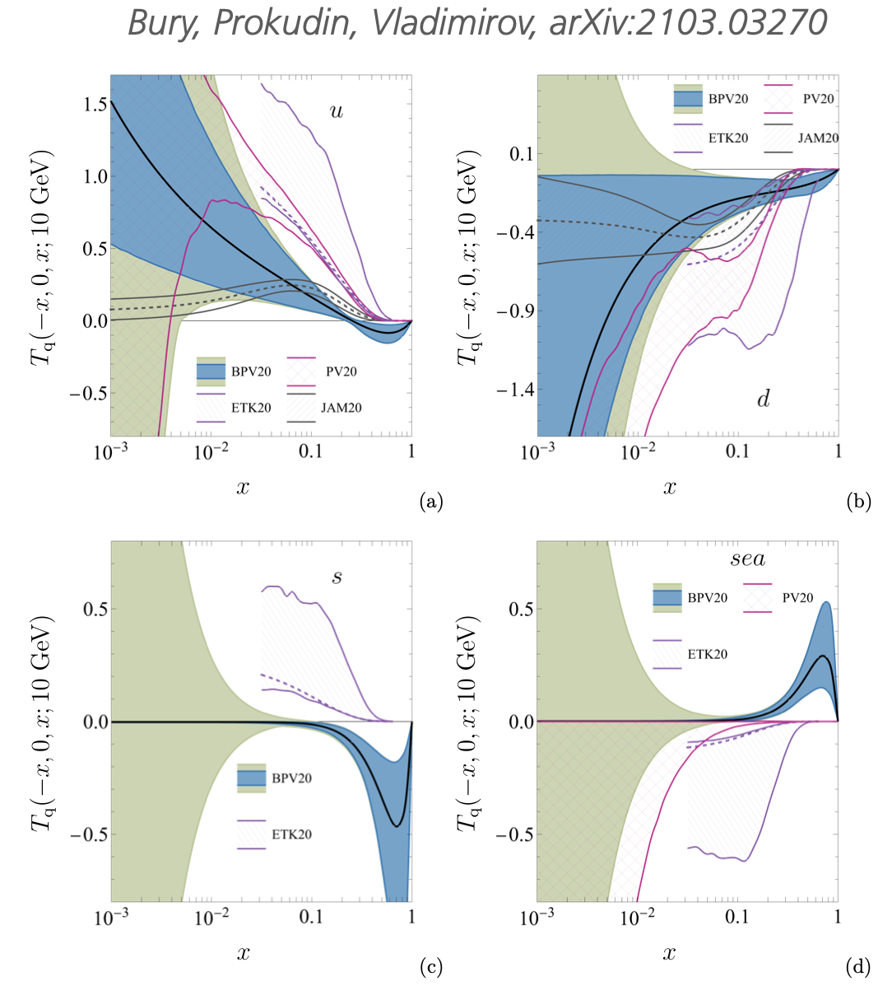 Bury, Prokudin, Vladimirov, arXiv:2103.03270
1.5
1.0
0.5
0.0
−0.5
T_q(−x, 0, x; 10 GeV)
u
BPV20
PV20
ETK20
JAM20
10⁻³
10⁻²
0.1
1
x
(a)
0.1
−0.4
−0.9
−1.4
T_q(−x, 0, x; 10 GeV)
BPV20
PV20
ETK20
JAM20
d
10⁻³
10⁻²
0.1
1
x
(b)
0.5
0.0
−0.5
T_q(−x, 0, x; 10 GeV)
s
BPV20
ETK20
10⁻³
10⁻²
0.1
1
x
(c)
0.5
0.0
−0.5
T_q(−x, 0, x; 10 GeV)
sea
BPV20
PV20
ETK20
10⁻³
10⁻²
0.1
1
x
(d)